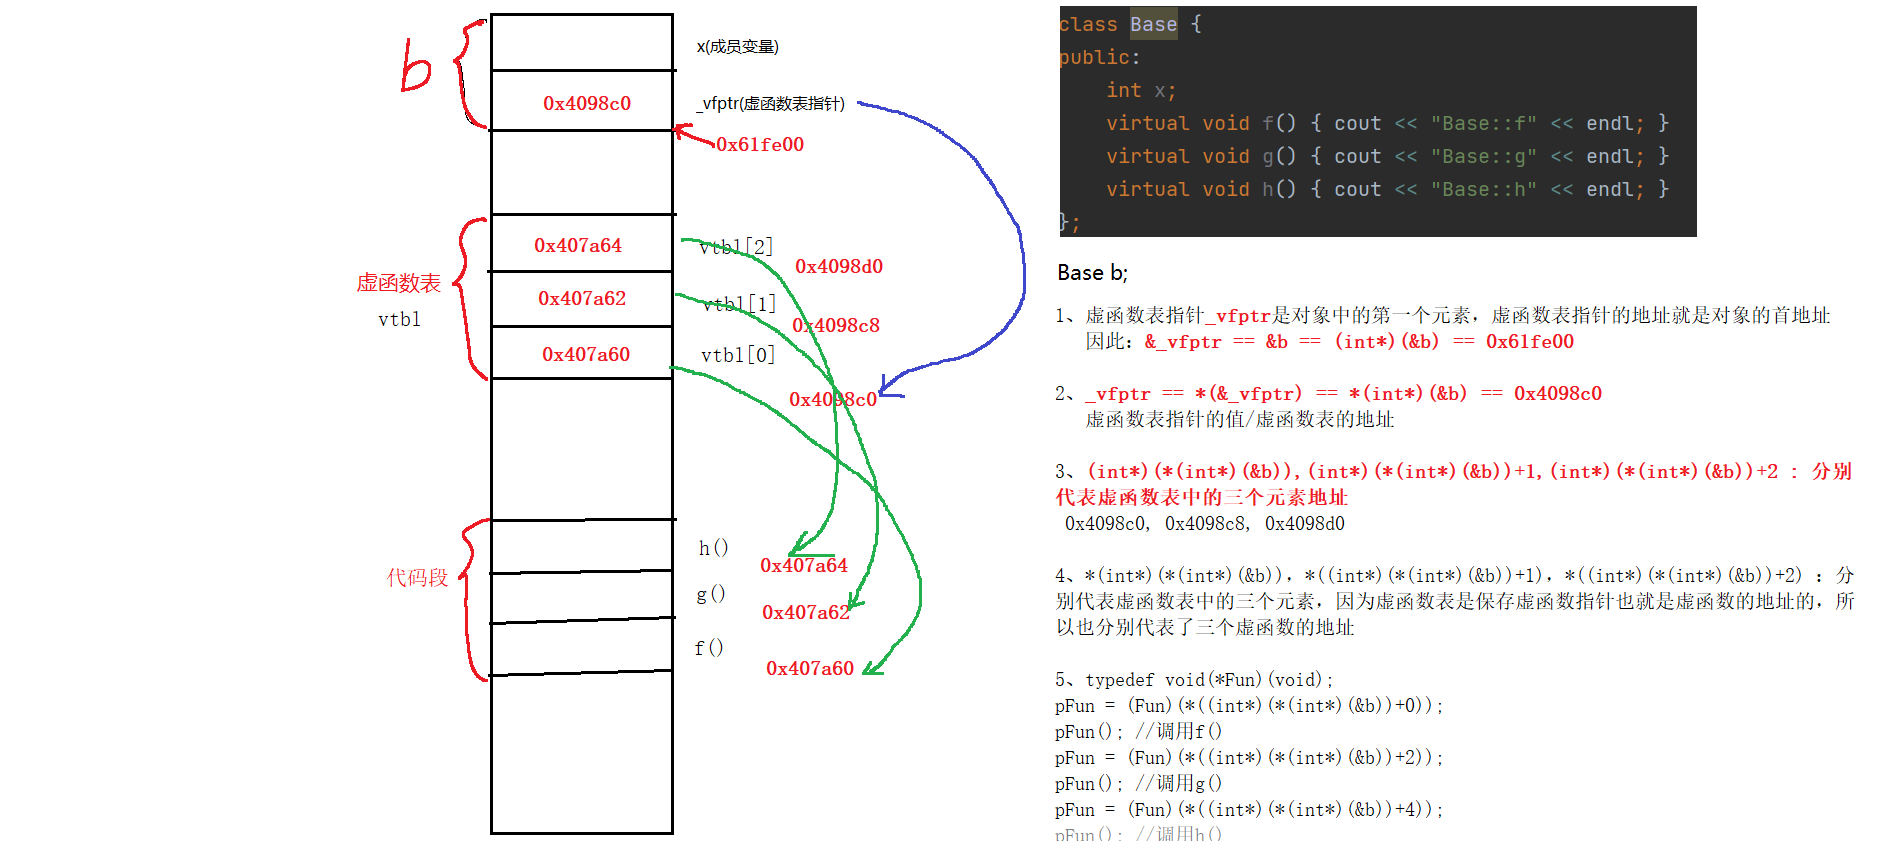 b
x(成员变量)
0x4098c0
_vfptr(虚函数表指针)
0x61fe00
虚函数表
vtbl
0x407a64
vtbl[2]
0x4098d0
0x407a62
vtbl[1]
0x4098c8
0x407a60
vtbl[0]
0x4098c0
代码段
h()
0x407a64
g()
0x407a62
f()
0x407a60
class Base {
public:
    int x;
    virtual void f() { cout << "Base::f" << endl; }
    virtual void g() { cout << "Base::g" << endl; }
    virtual void h() { cout << "Base::h" << endl; }
};
Base b;
1、虚函数表指针_vfptr是对象中的第一个元素，虚函数表指针的地址就是对象的首地址
因此：&_vfptr == &b == (int*)(&b) == 0x61fe00
2、_vfptr == *(&_vfptr) == *(int*)(&b) == 0x4098c0
虚函数表指针的值/虚函数表的地址
3、(int*)(*(int*)(&b)),(int*)(*(int*)(&b))+1,(int*)(*(int*)(&b))+2 : 分别
代表虚函数表中的三个元素地址
0x4098c0, 0x4098c8, 0x4098d0
4、*(int*)(*(int*)(&b))，*((int*)(*(int*)(&b))+1)，*((int*)(*(int*)(&b))+2) ：分
别代表虚函数表中的三个元素，因为虚函数表是保存虚函数指针也就是虚函数的地址的，所
以也分别代表了三个虚函数的地址
5、typedef void(*Fun)(void);
pFun = (Fun)(*((int*)(*(int*)(&b))+0));
pFun(); //调用f()
pFun = (Fun)(*((int*)(*(int*)(&b))+2));
pFun(); //调用g()
pFun = (Fun)(*((int*)(*(int*)(&b))+4));
pFun(); //调用h()